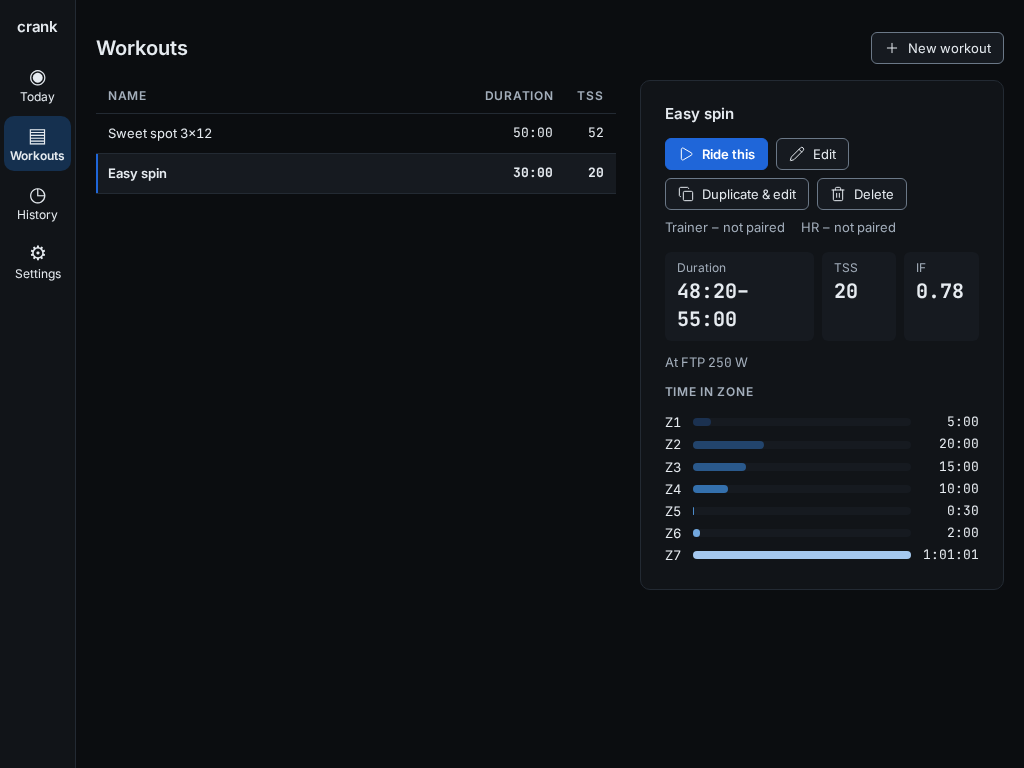 crank
Today
Workouts
History
Settings
Workouts
New workout
NAME DURATION TSS
Sweet spot 3×12 50:00 52
Easy spin 30:00 20
Easy spin
Ride this Edit
Duplicate & edit Delete
Trainer – not paired HR – not paired
Duration TSS IF
48:20–55:00 20 0.78
At FTP 250 W
TIME IN ZONE
Z1 5:00
Z2 20:00
Z3 15:00
Z4 10:00
Z5 0:30
Z6 2:00
Z7 1:01:01